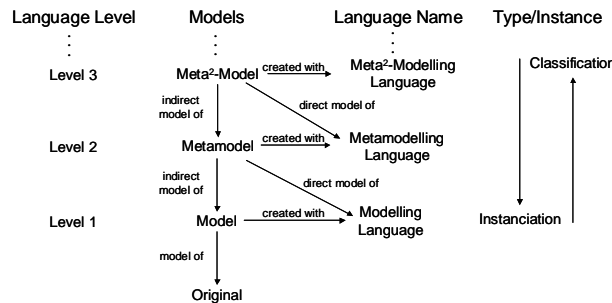 Language Level Models Language Name Type/Instance
Level 3 Meta²-Model created with Meta²-Modelling Language Classification
indirect model of direct model of
Level 2 Metamodel created with Metamodelling Language
indirect model of direct model of
Level 1 Model created with Modelling Language Instanciation
model of
Original